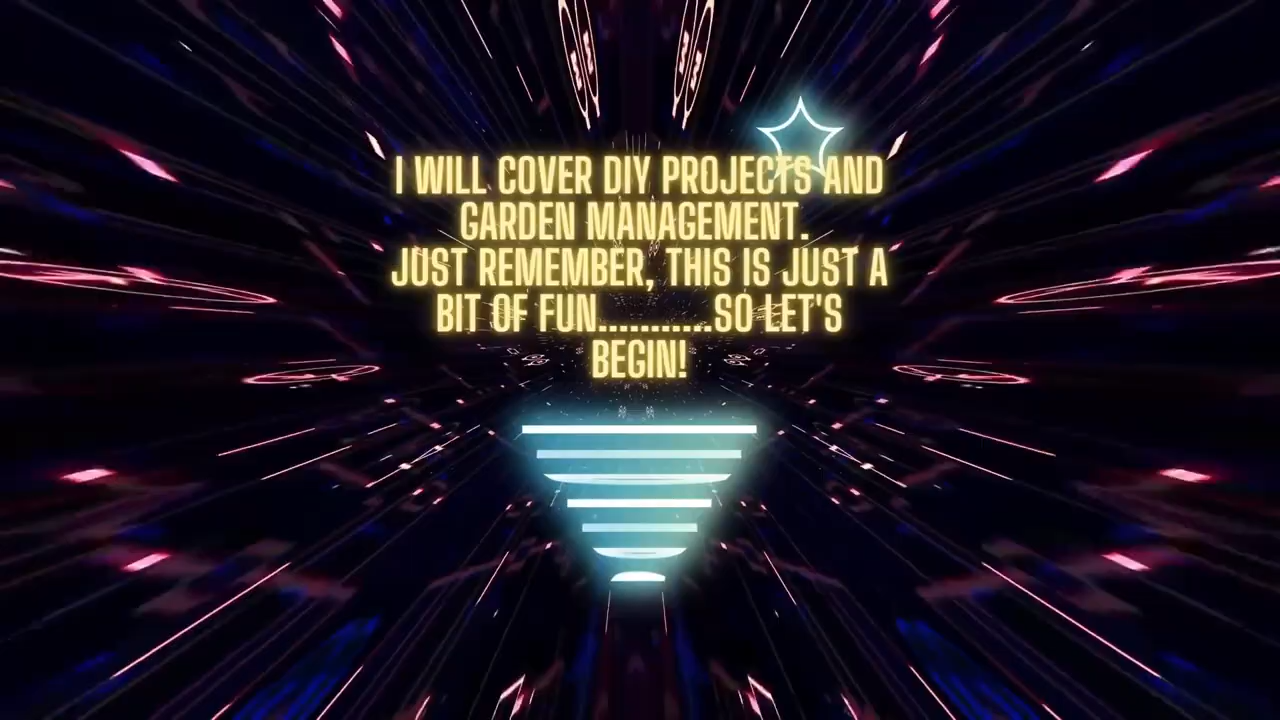 I WILL COVER DIY PROJECTS AND
GARDEN MANAGEMENT.
JUST REMEMBER, THIS IS JUST A
BIT OF FUN...........SO LET'S
BEGIN!